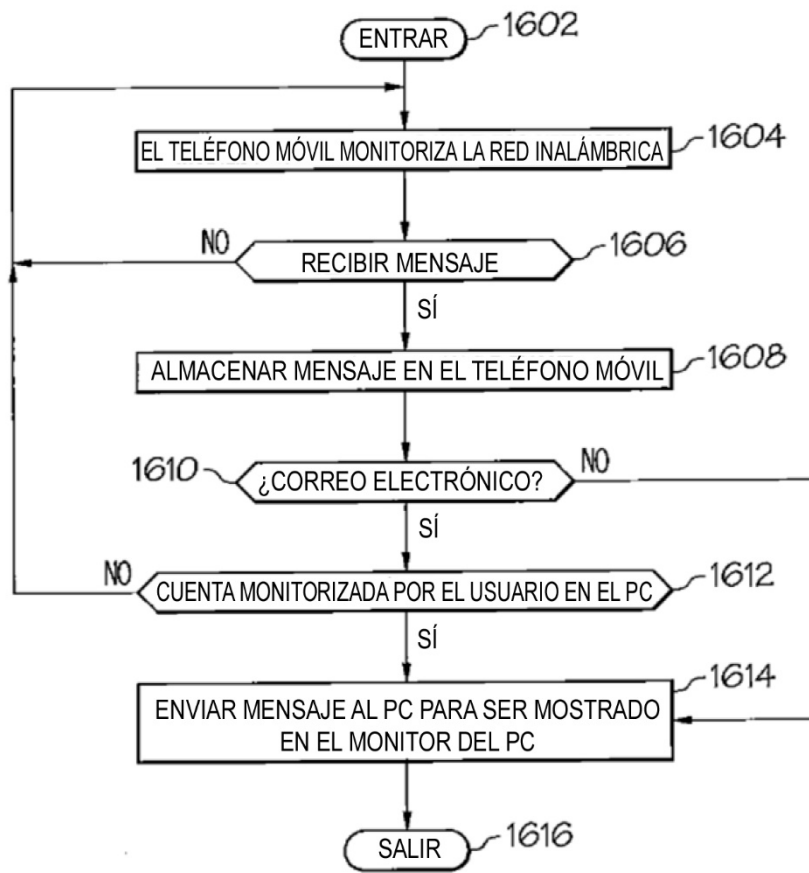 ENTRAR 1602
EL TELÉFONO MÓVIL MONITORIZA LA RED INALÁMBRICA 1604
NO RECIBIR MENSAJE 1606
SÍ
ALMACENAR MENSAJE EN EL TELÉFONO MÓVIL 1608
1610 ¿CORREO ELECTRÓNICO? NO
SÍ
NO CUENTA MONITORIZADA POR EL USUARIO EN EL PC 1612
SÍ
1614
ENVIAR MENSAJE AL PC PARA SER MOSTRADO
EN EL MONITOR DEL PC
SALIR 1616